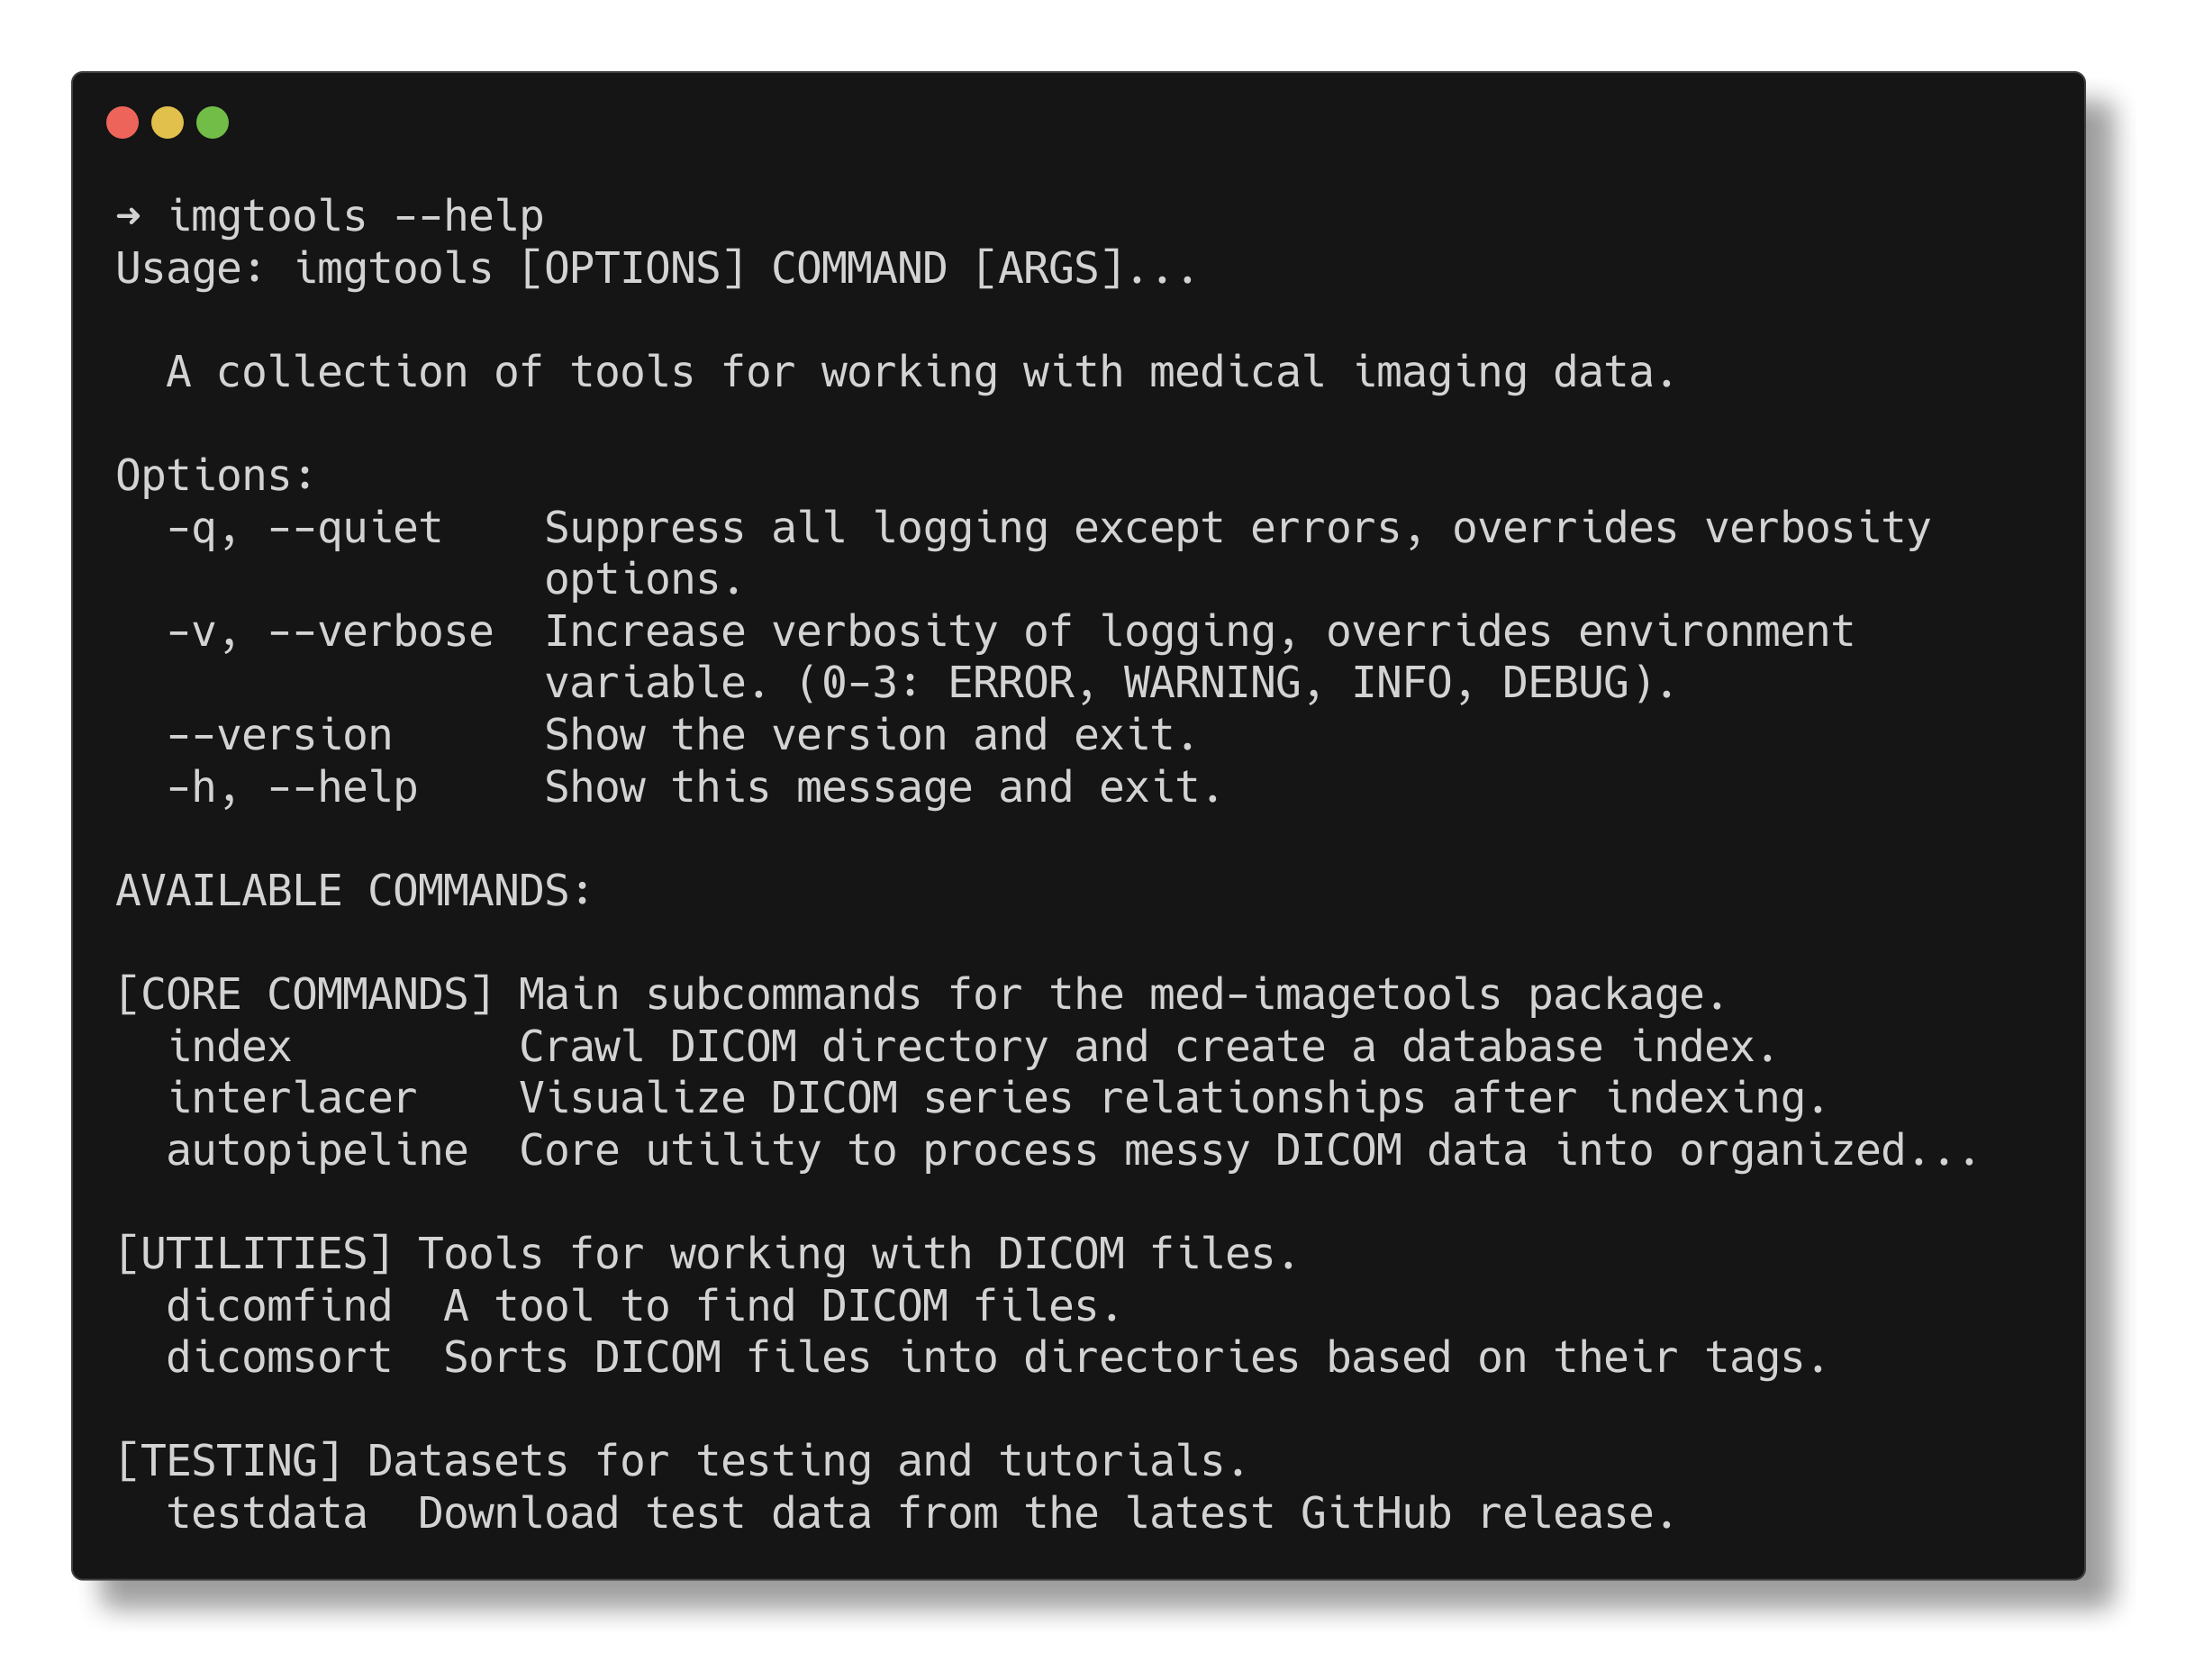 ➜ imgtools --help
Usage: imgtools [OPTIONS] COMMAND [ARGS]...

  A collection of tools for working with medical imaging data.

Options:
  -q, --quiet    Suppress all logging except errors, overrides verbosity
                 options.
  -v, --verbose  Increase verbosity of logging, overrides environment
                 variable. (0-3: ERROR, WARNING, INFO, DEBUG).
  --version      Show the version and exit.
  -h, --help     Show this message and exit.

AVAILABLE COMMANDS:

[CORE COMMANDS] Main subcommands for the med-imagetools package.
  index         Crawl DICOM directory and create a database index.
  interlacer    Visualize DICOM series relationships after indexing.
  autopipeline  Core utility to process messy DICOM data into organized...

[UTILITIES] Tools for working with DICOM files.
  dicomfind  A tool to find DICOM files.
  dicomsort  Sorts DICOM files into directories based on their tags.

[TESTING] Datasets for testing and tutorials.
  testdata  Download test data from the latest GitHub release.